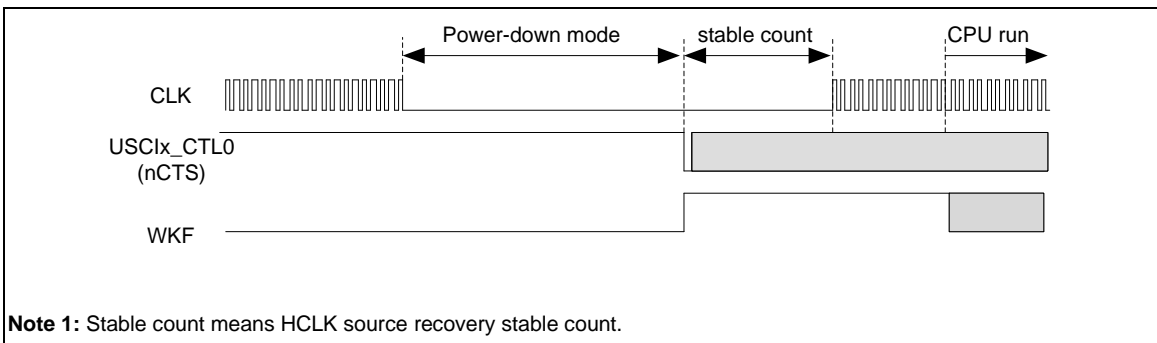 Power-down mode
stable count
CPU run
CLK
USCIx_CTL0
(nCTS)
WKF
Note 1: Stable count means HCLK source recovery stable count.